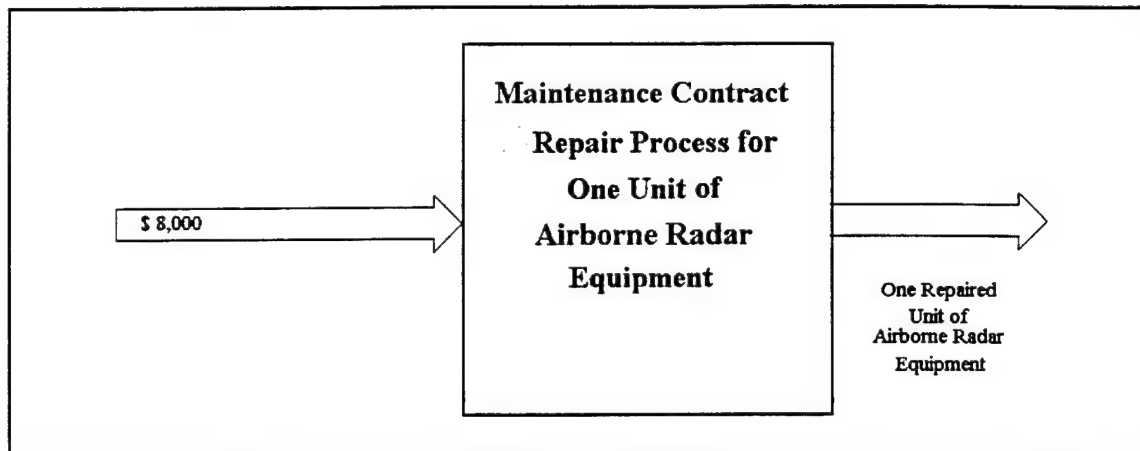 $ 8,000
Maintenance Contract
Repair Process for
One Unit of
Airborne Radar
Equipment
One Repaired
Unit of
Airborne Radar
Equipment